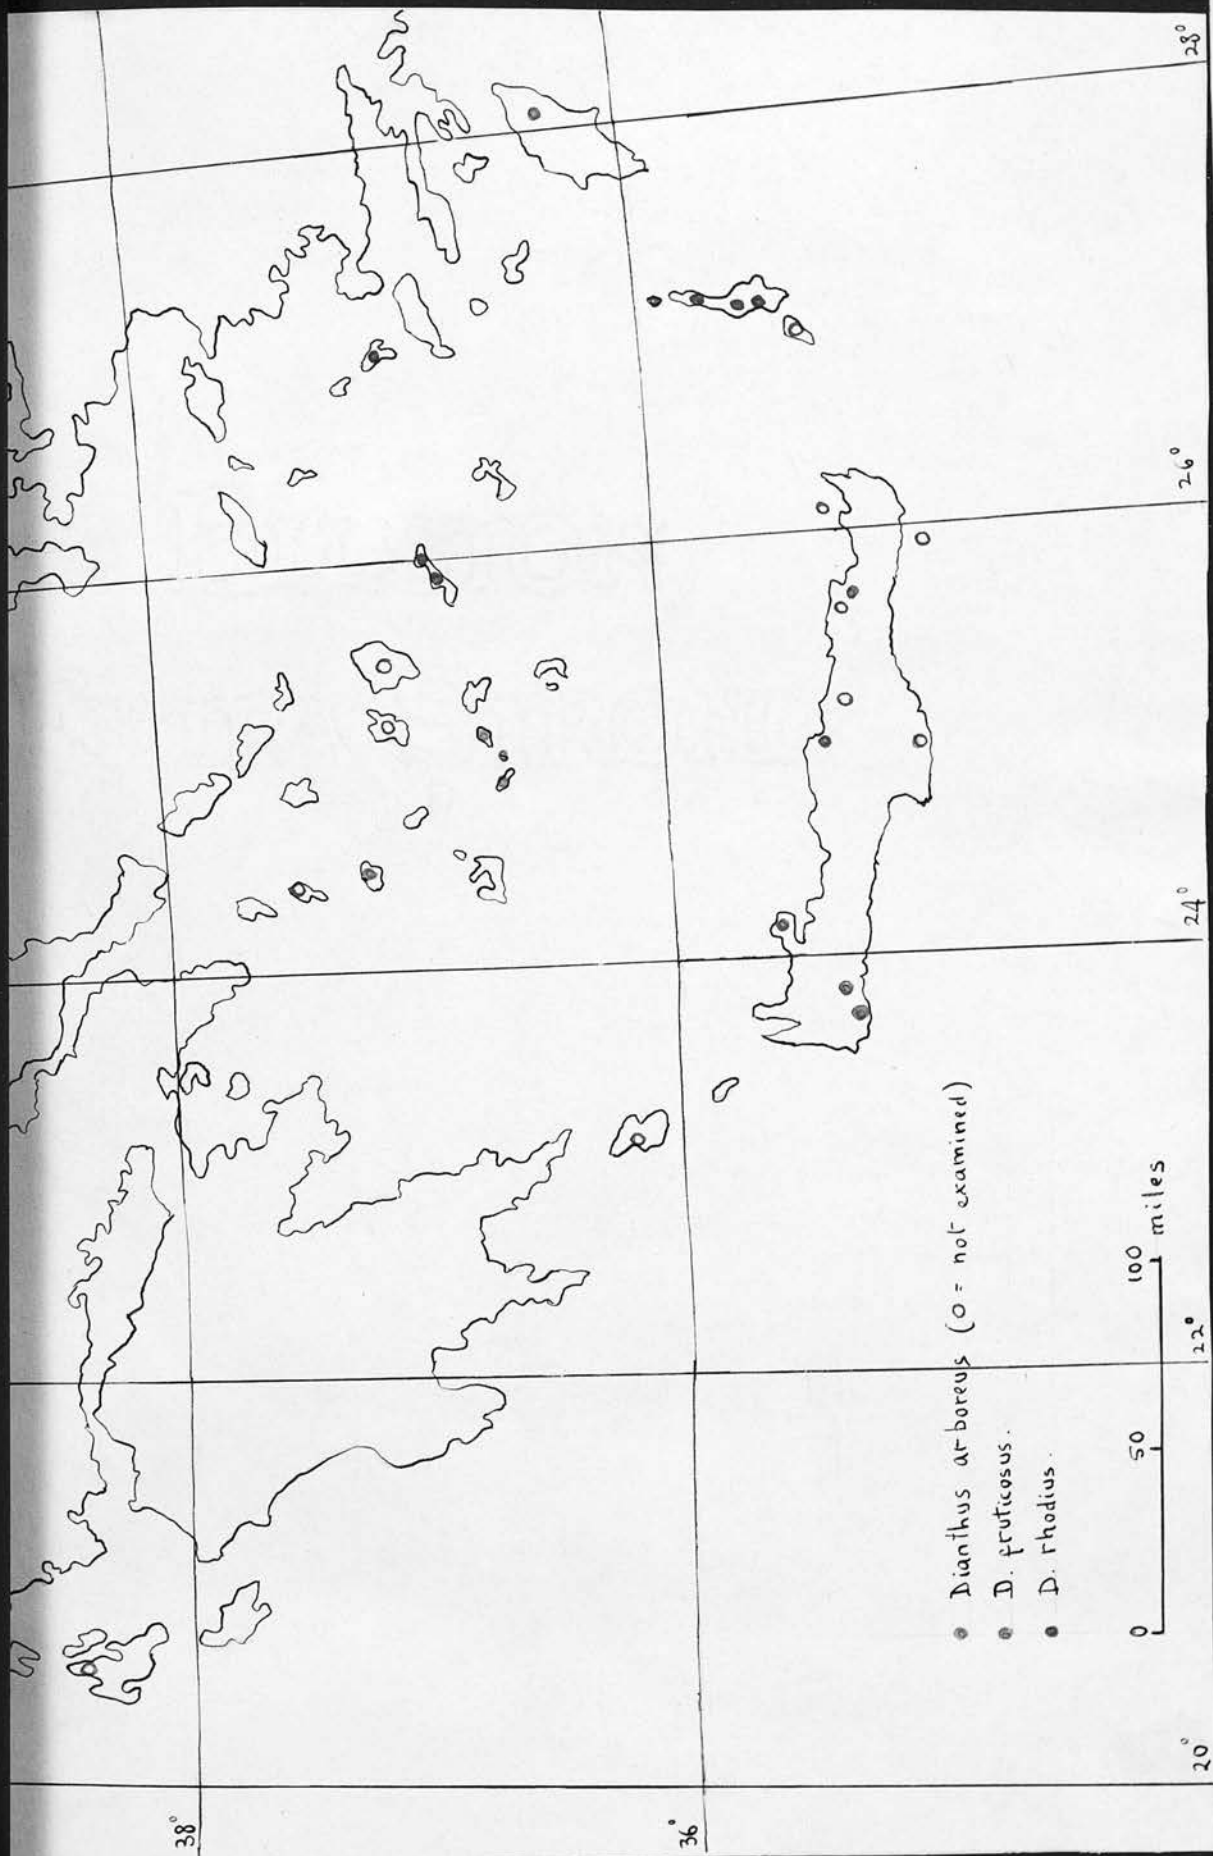 38°
36°
20°
22°
24°
26°
28°
Dianthus arboreus (o = not examined)
D. fruticosus.
D. rhodius.
0 50 100
miles